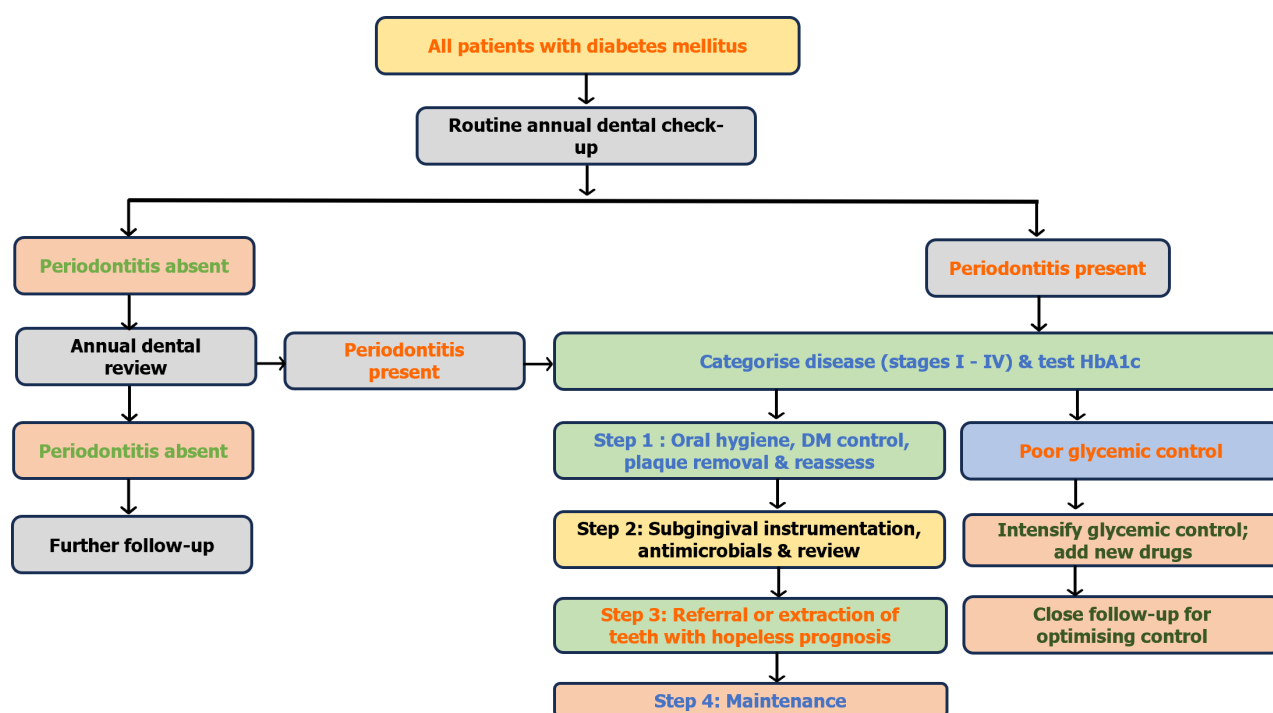 All patients with diabetes mellitus
Routine annual dental check-
up
Periodontitis absent
Periodontitis present
Annual dental
review
Periodontitis
present
Categorise disease (stages I - IV) & test HbA1c
Periodontitis absent
Step 1 : Oral hygiene, DM control,
plaque removal & reassess
Poor glycemic control
Further follow-up
Step 2: Subgingival instrumentation,
antimicrobials & review
Intensify glycemic control;
add new drugs
Step 3: Referral or extraction of
teeth with hopeless prognosis
Close follow-up for
optimising control
Step 4: Maintenance